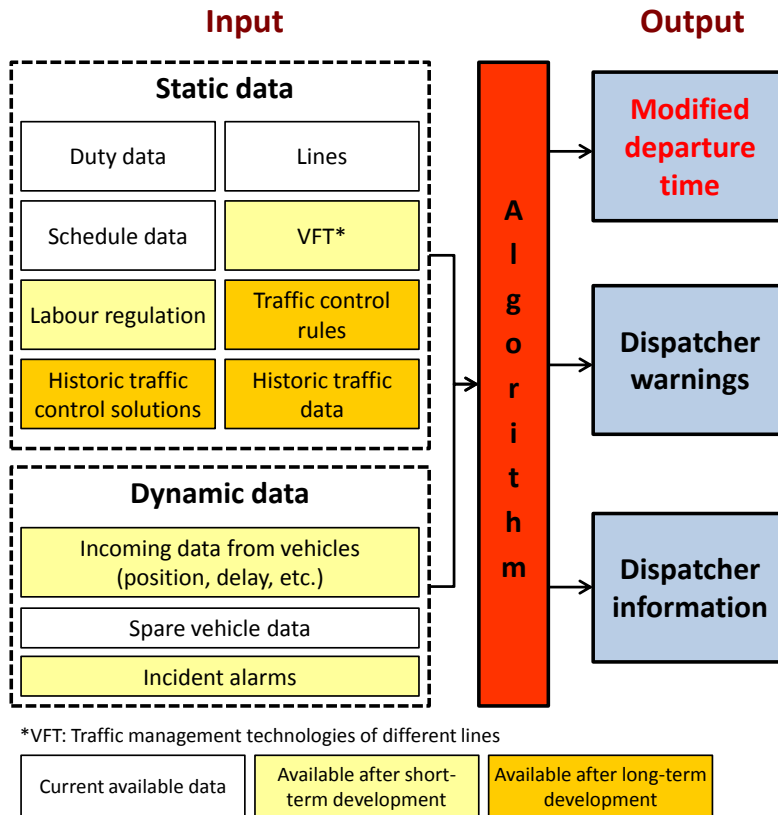 Input
Output
Static data
Duty data
Lines
Schedule data
VFT*
Labour regulation
Traffic control
rules
Historic traffic
control solutions
Historic traffic
data
Dynamic data
Incoming data from vehicles
(position, delay, etc.)
Spare vehicle data
Incident alarms
Algorithm
Modified
departure
time
Dispatcher
warnings
Dispatcher
information
*VFT: Traffic management technologies of different lines
Current available data
Available after short-
term development
Available after long-term
development